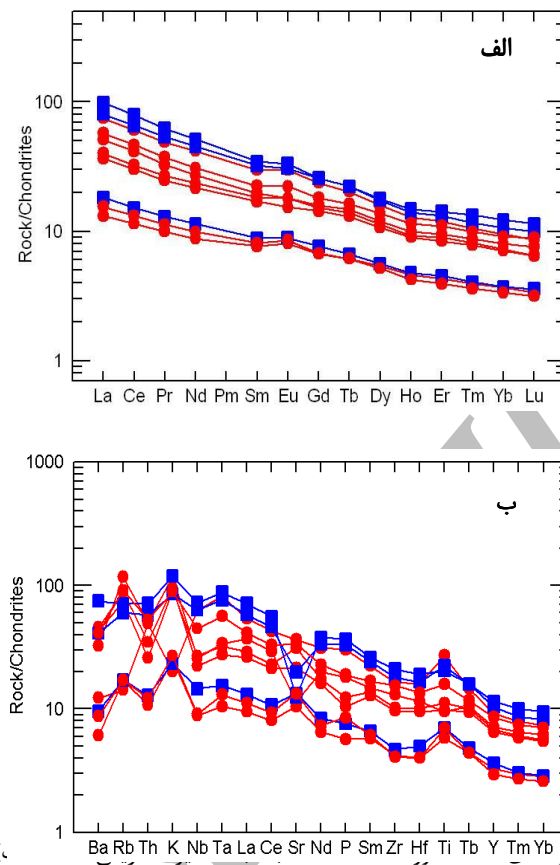 الف
100
10
1
Rock/Chondrites
La Ce Pr Nd Pm Sm Eu Gd Tb Dy Ho Er Tm Yb Lu
ب
1000
100
10
1
Rock/Chondrites
Ba Rb Th K Nb Ta La Ce Sr Nd P Sm Zr Hf Ti Tb Y Tm Yb